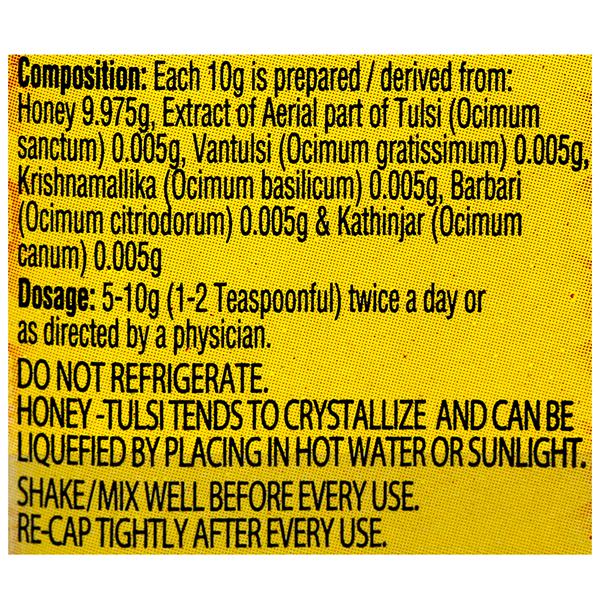 Composition: Each 10g is prepared / derived from:
Honey 9.975g, Extract of Aerial part of Tulsi (Ocimum
sanctum) 0.005g, Vantulsi (Ocimum gratissimum) 0.005g,
Krishnamallika (Ocimum basilicum) 0.005g, Barbari
(Ocimum citriodorum) 0.005g & Kathinjar (Ocimum
canum) 0.005g
Dosage: 5-10g (1-2 Teaspoonful) twice a day or
as directed by a physician.
DO NOT REFRIGERATE.
HONEY -TULSI TENDS TO CRYSTALLIZE AND CAN BE
LIQUEFIED BY PLACING IN HOT WATER OR SUNLIGHT.
SHAKE/MIX WELL BEFORE EVERY USE.
RE-CAP TIGHTLY AFTER EVERY USE.